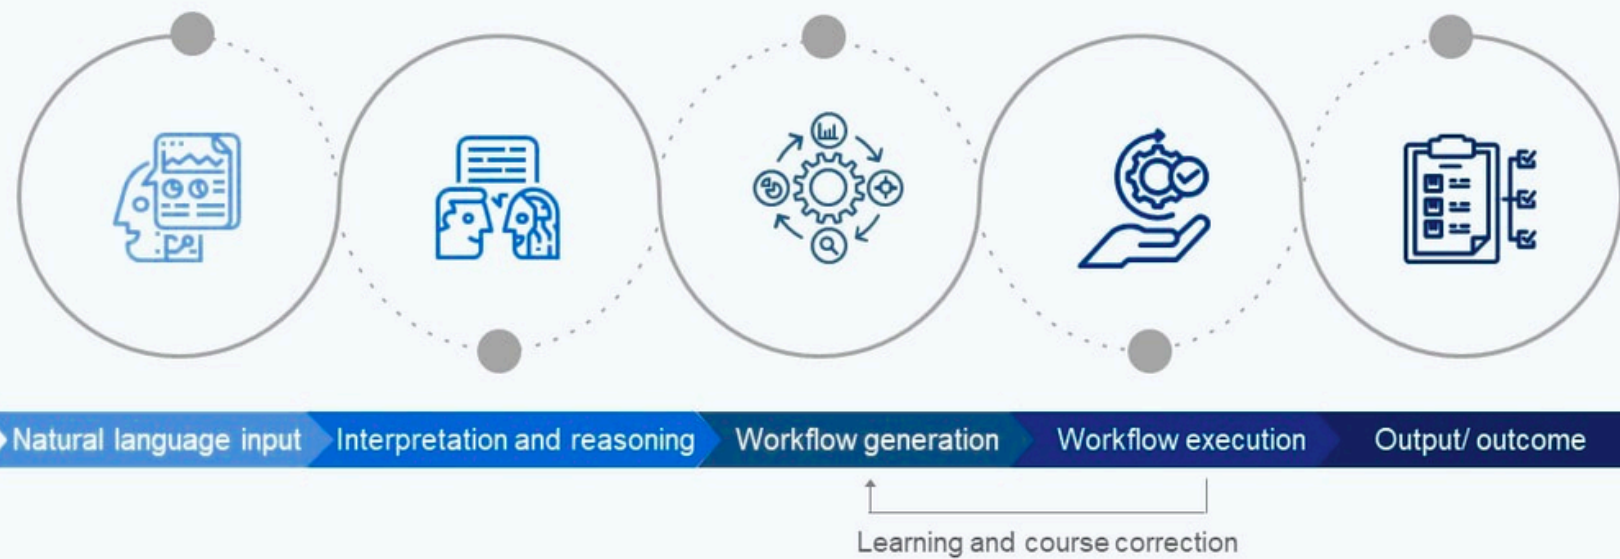 Natural language input
Interpretation and reasoning
Workflow generation
Workflow execution
Output/ outcome
Learning and course correction